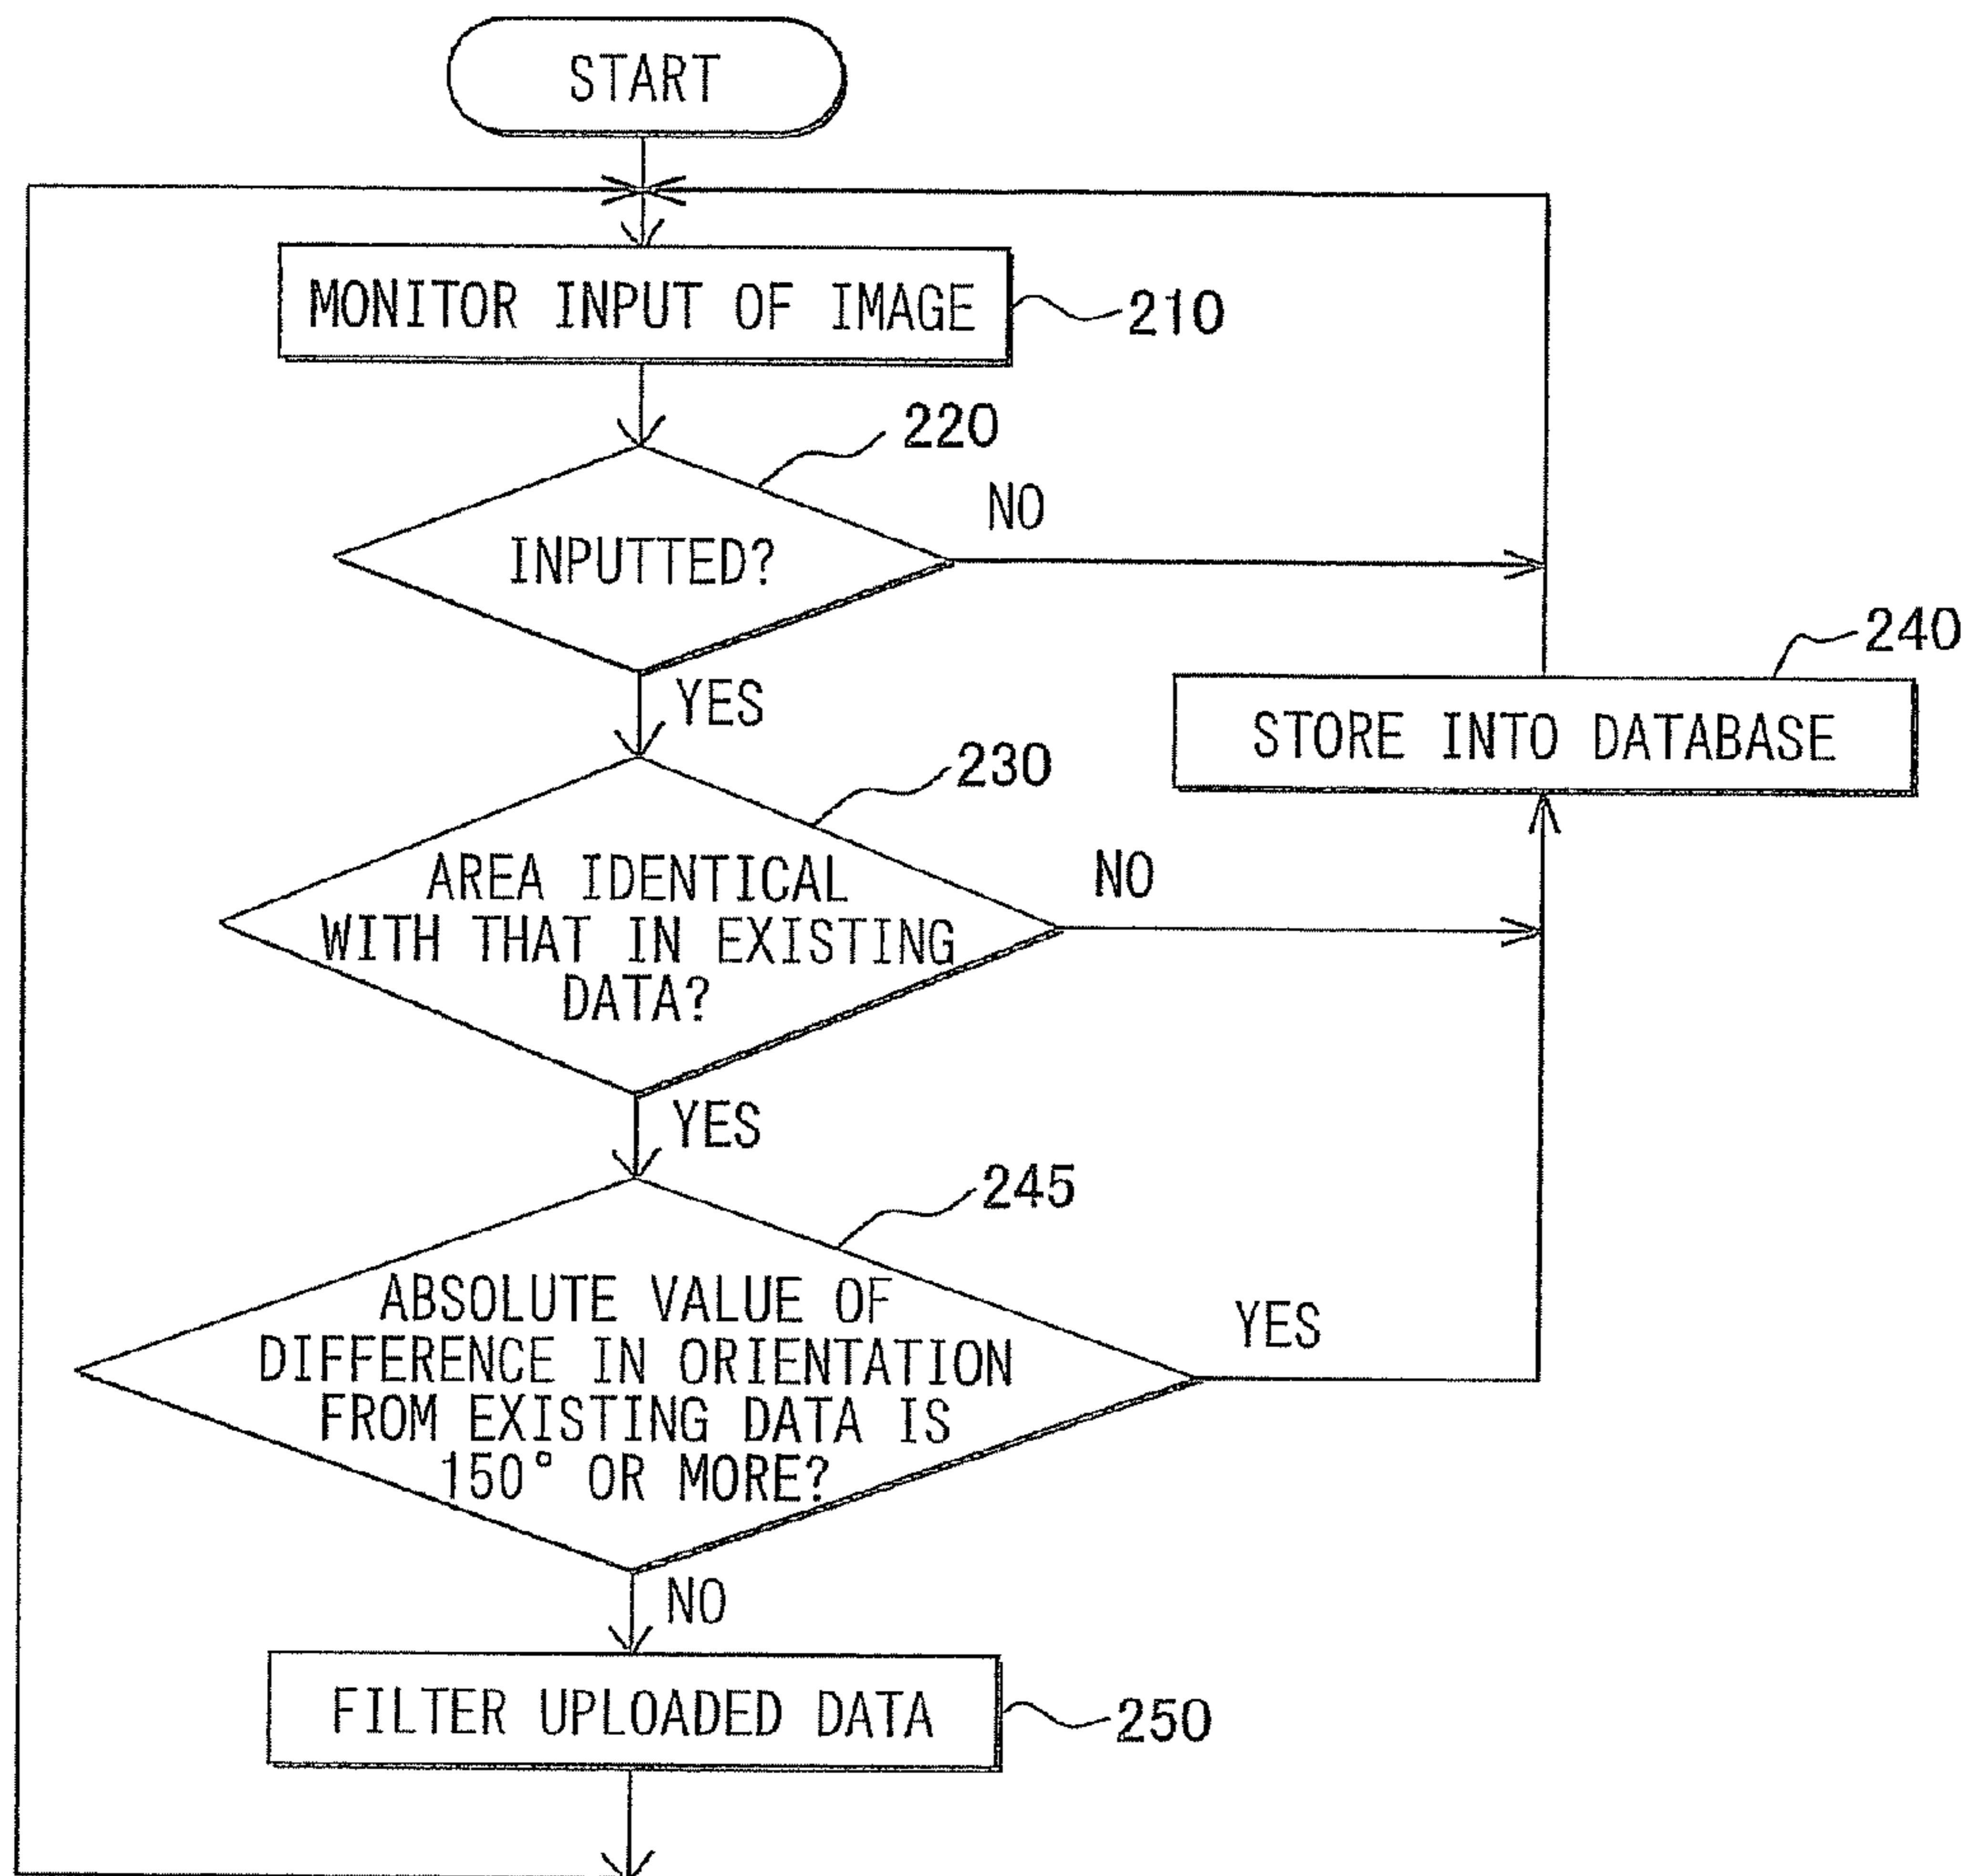 START
MONITOR INPUT OF IMAGE
210
220
INPUTTED?
NO
YES
240
STORE INTO DATABASE
230
AREA IDENTICAL
WITH THAT IN EXISTING
DATA?
NO
YES
245
ABSOLUTE VALUE OF
DIFFERENCE IN ORIENTATION
FROM EXISTING DATA IS
150° OR MORE?
YES
NO
FILTER UPLOADED DATA
250